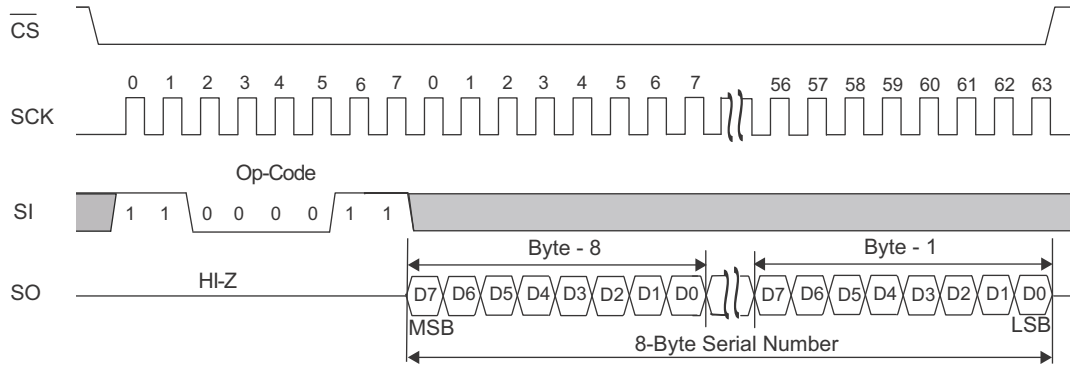 CS
0 1 2 3 4 5 6 7 0 1 2 3 4 5 6 7 56 57 58 59 60 61 62 63
SCK
Op-Code
SI 1 1 0 0 0 0 1 1
Byte - 8 Byte - 1
HI-Z
SO D7 D6 D5 D4 D3 D2 D1 D0 D7 D6 D5 D4 D3 D2 D1 D0
MSB LSB
8-Byte Serial Number